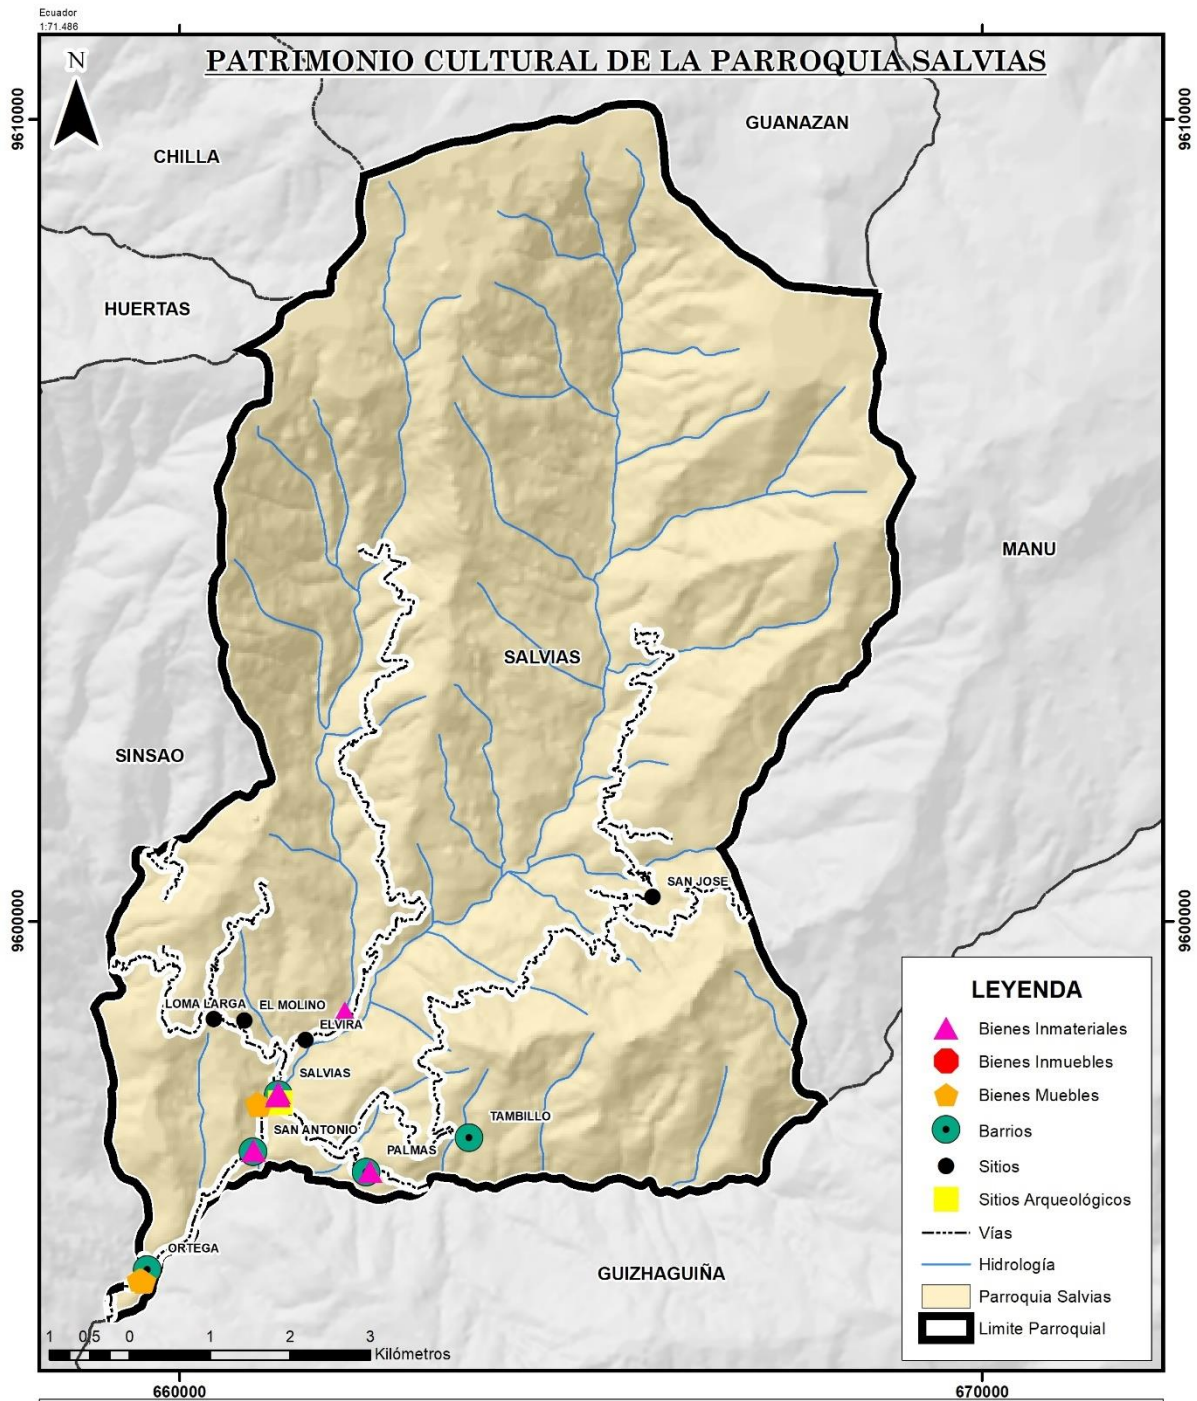 Ecuador
1:71.486
PATRIMONIO CULTURAL DE LA PARROQUIA SALVIAS
N
9610000
9610000
GUANAZAN
CHILLA
HUERTAS
MANU
SALVIAS
SINSAO
SAN JOSE
9600000
9600000
LOMA LARGA
EL MOLINO
ELVIRA
SALVIAS
TAMBILLO
SAN ANTONIO
PALMAS
ORTEGA
GUIZHAGUIÑA
LEYENDA
Bienes Inmateriales
Bienes Inmuebles
Bienes Muebles
Barrios
Sitios
Sitios Arqueológicos
Vías
Hidrología
Parroquia Salvias
Limite Parroquial
1 0,5 0 1 2 3
Kilómetros
660000
670000